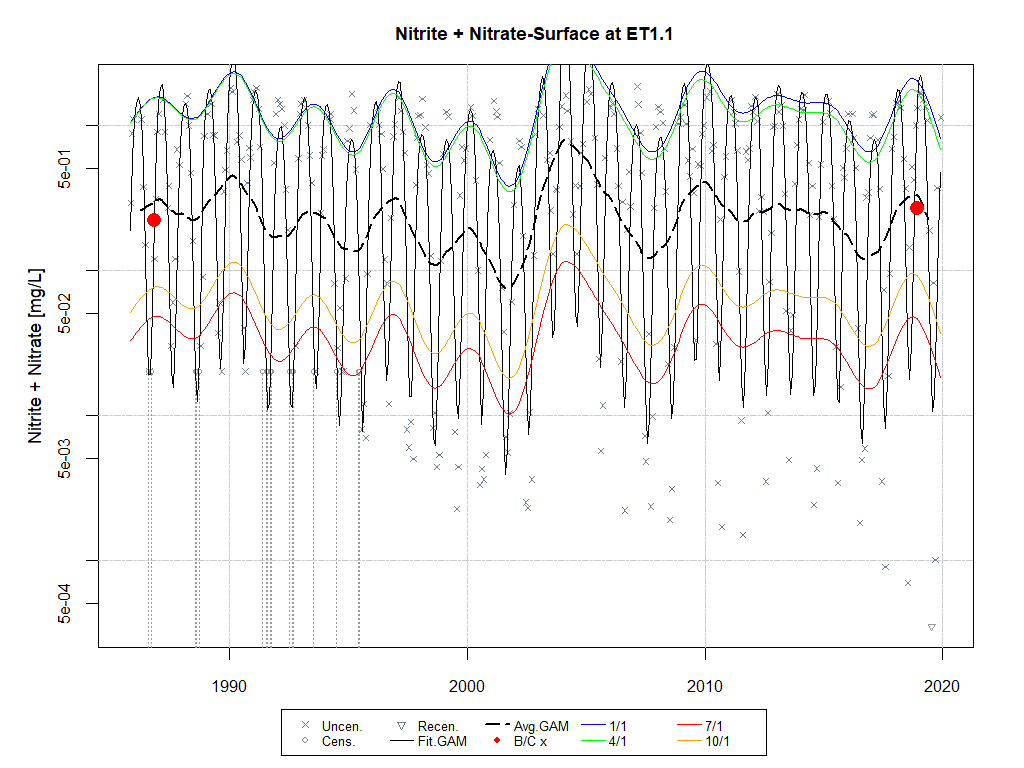 Nitrite + Nitrate-Surface at ET1.1
Nitrite + Nitrate [mg/L]
5e-01
5e-02
5e-03
5e-04
1990 2000 2010 2020
Uncen. Recen. Avg.GAM 1/1 7/1
Cens. Fit.GAM B/C x 4/1 10/1